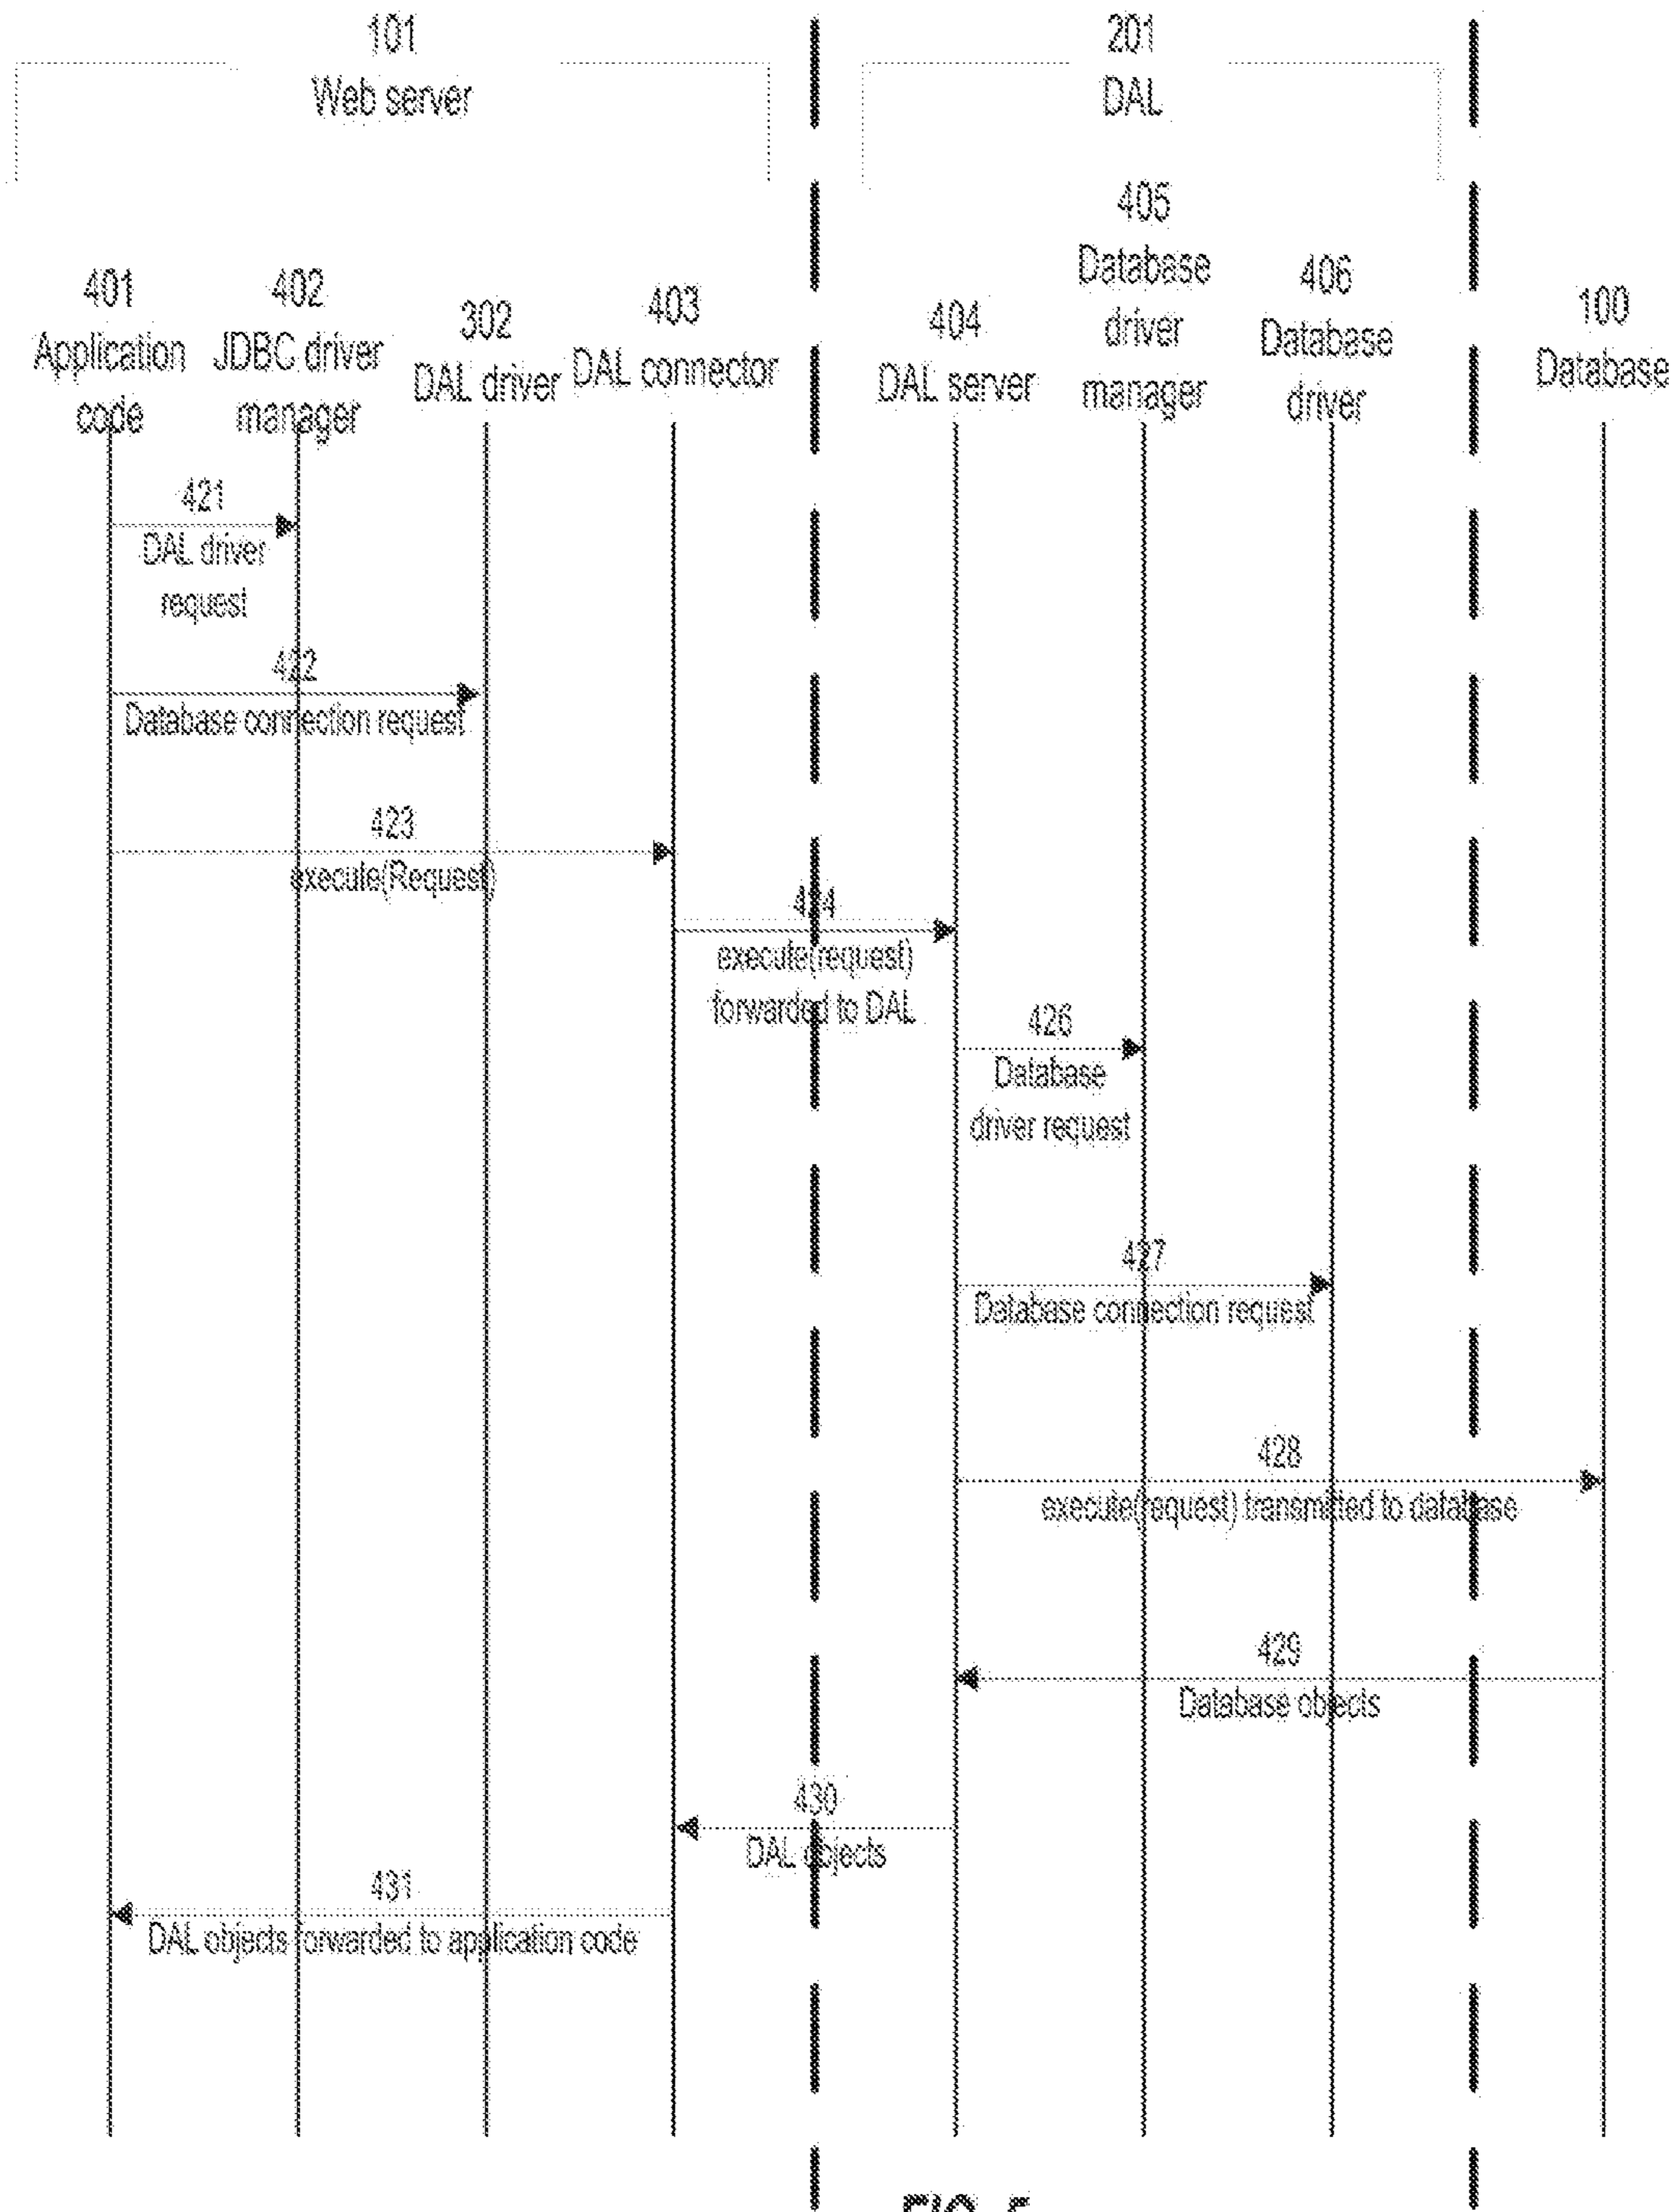 101
Web server
201
DAL
401
Application
code
402
JDBC driver
manager
302
DAL driver
403
DAL connector
404
DAL server
405
Database
driver
manager
406
Database
driver
100
Database
421
DAL driver
request
422
Database connection request
423
execute(Request)
424
execute(request)
forwarded to DAL
426
Database
driver request
427
Database connection request
428
execute(request) transmitted to database
429
Database objects
430
DAL objects
431
DAL objects forwarded to application code
FIG. 5